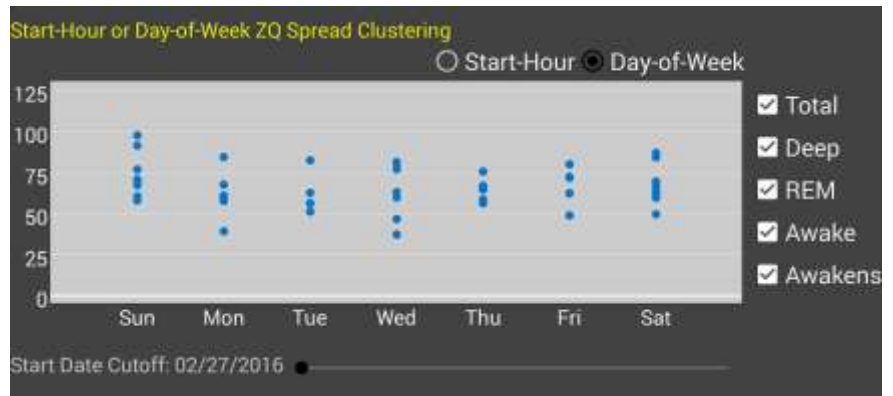 Start-Hour or Day-of-Week ZQ Spread Clustering
Start-Hour Day-of-Week
125
100
75
50
25
0
Total
Deep
REM
Awake
Awakens
Sun Mon Tue Wed Thu Fri Sat
Start Date Cutoff: 02/27/2016